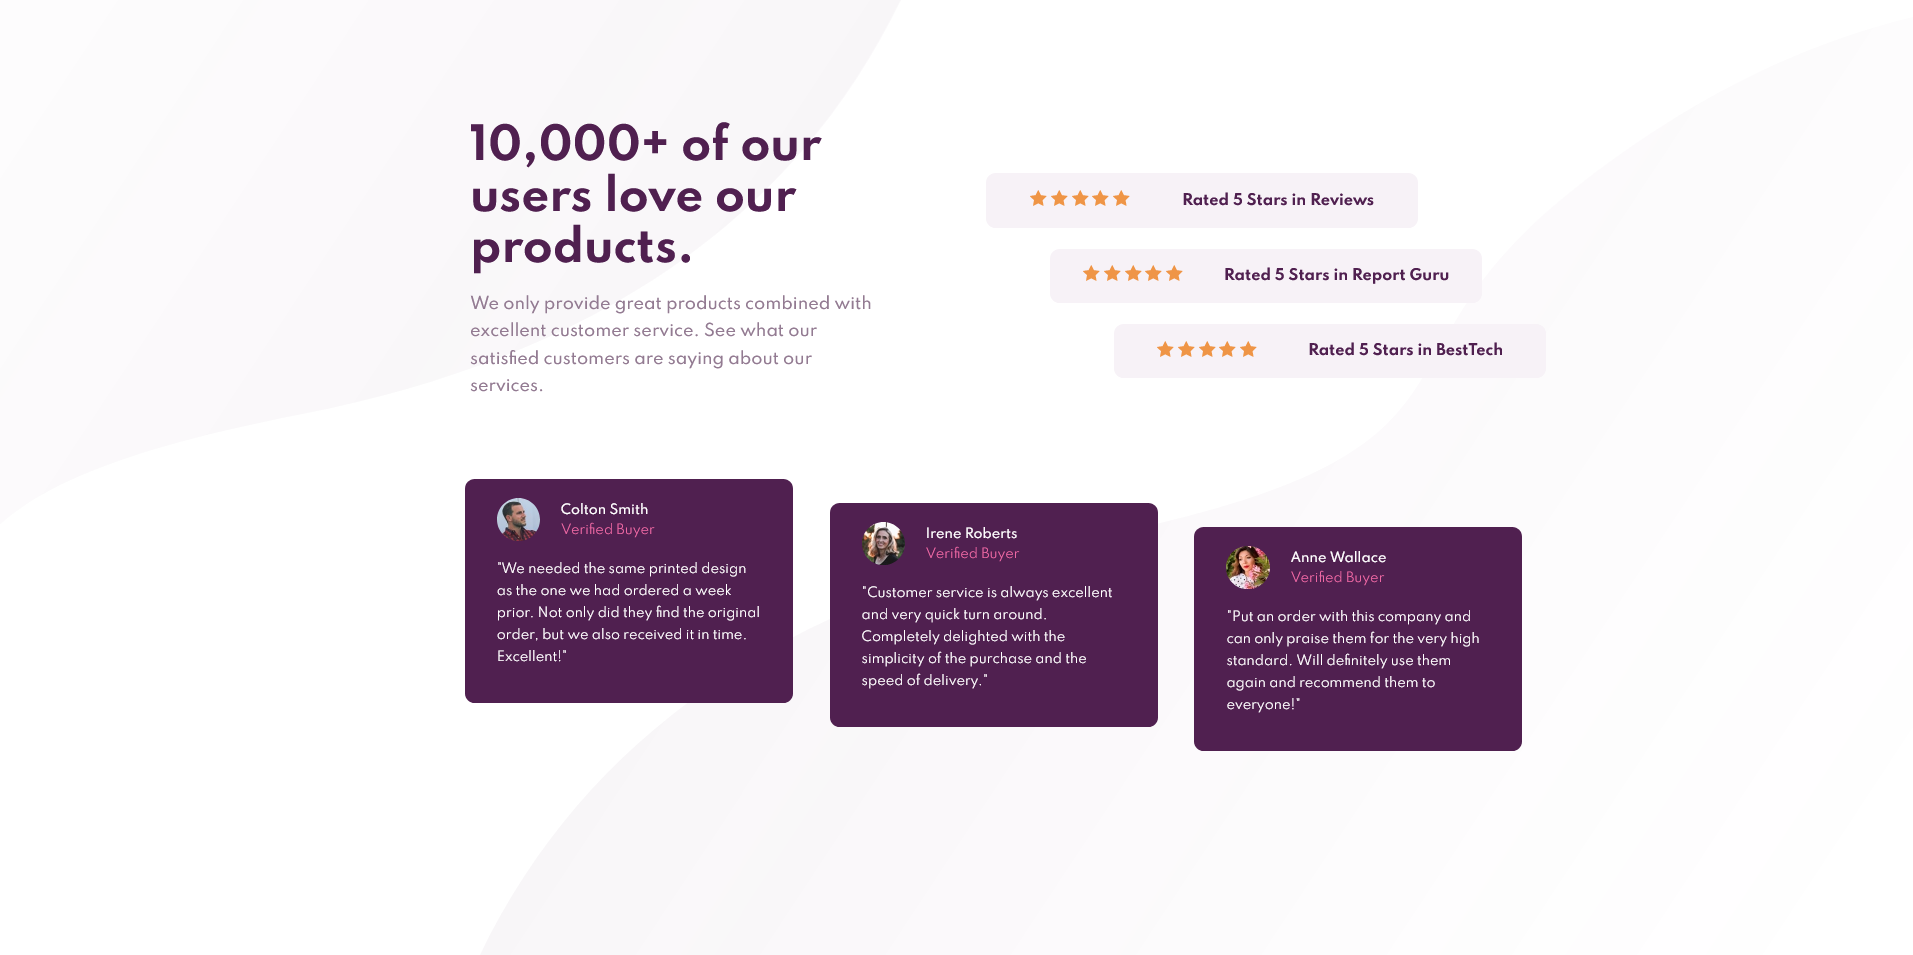 10,000+ of our
users love our
products.
We only provide great products combined with
excellent customer service. See what our
satisfied customers are saying about our
services.
Rated 5 Stars in Reviews
Rated 5 Stars in Report Guru
Rated 5 Stars in BestTech
Colton Smith
Verified Buyer
"We needed the same printed design
as the one we had ordered a week
prior. Not only did they find the original
order, but we also received it in time.
Excellent!"
Irene Roberts
Verified Buyer
"Customer service is always excellent
and very quick turn around.
Completely delighted with the
simplicity of the purchase and the
speed of delivery."
Anne Wallace
Verified Buyer
"Put an order with this company and
can only praise them for the very high
standard. Will definitely use them
again and recommend them to
everyone!"